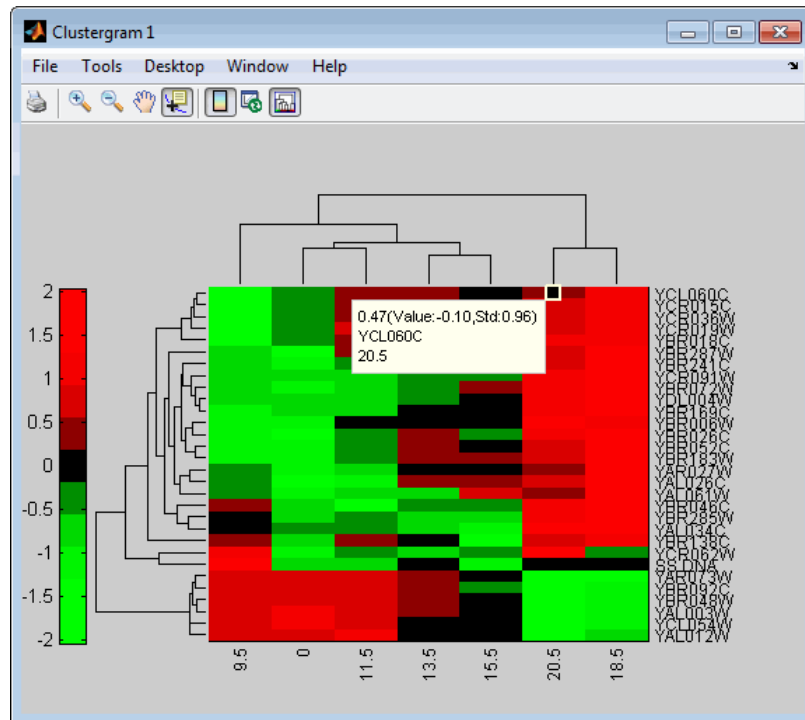 Clustergram 1
File Tools Desktop Window Help
2
1.5
1
0.5
0
-0.5
-1
-1.5
-2
0.47(Value:-0.10,Std:0.96)
YCL060C
20.5
YCL060C
YCR015C
YCR036W
YCR019W
YBR018C
YBR287W
YBR241C
YCR091W
YBR072W
YDL004W
YBR169C
YBR006W
YBR026C
YBR052C
YBR183W
YAR027W
YAL026C
YAL061W
YBR046C
YBR285W
YAL034C
YBR138C
YCR062W
SS DNA
YAR073W
YBR092C
YBR048W
YAL003W
YCL054W
YAL012W
9.5 0 11.5 13.5 15.5 20.5 18.5